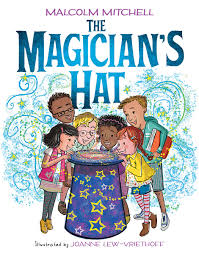 MALCOLM MITCHELL
THE
MAGICIAN'S
HAT
illustrated by JOANNE LEW-VRIETHOFF